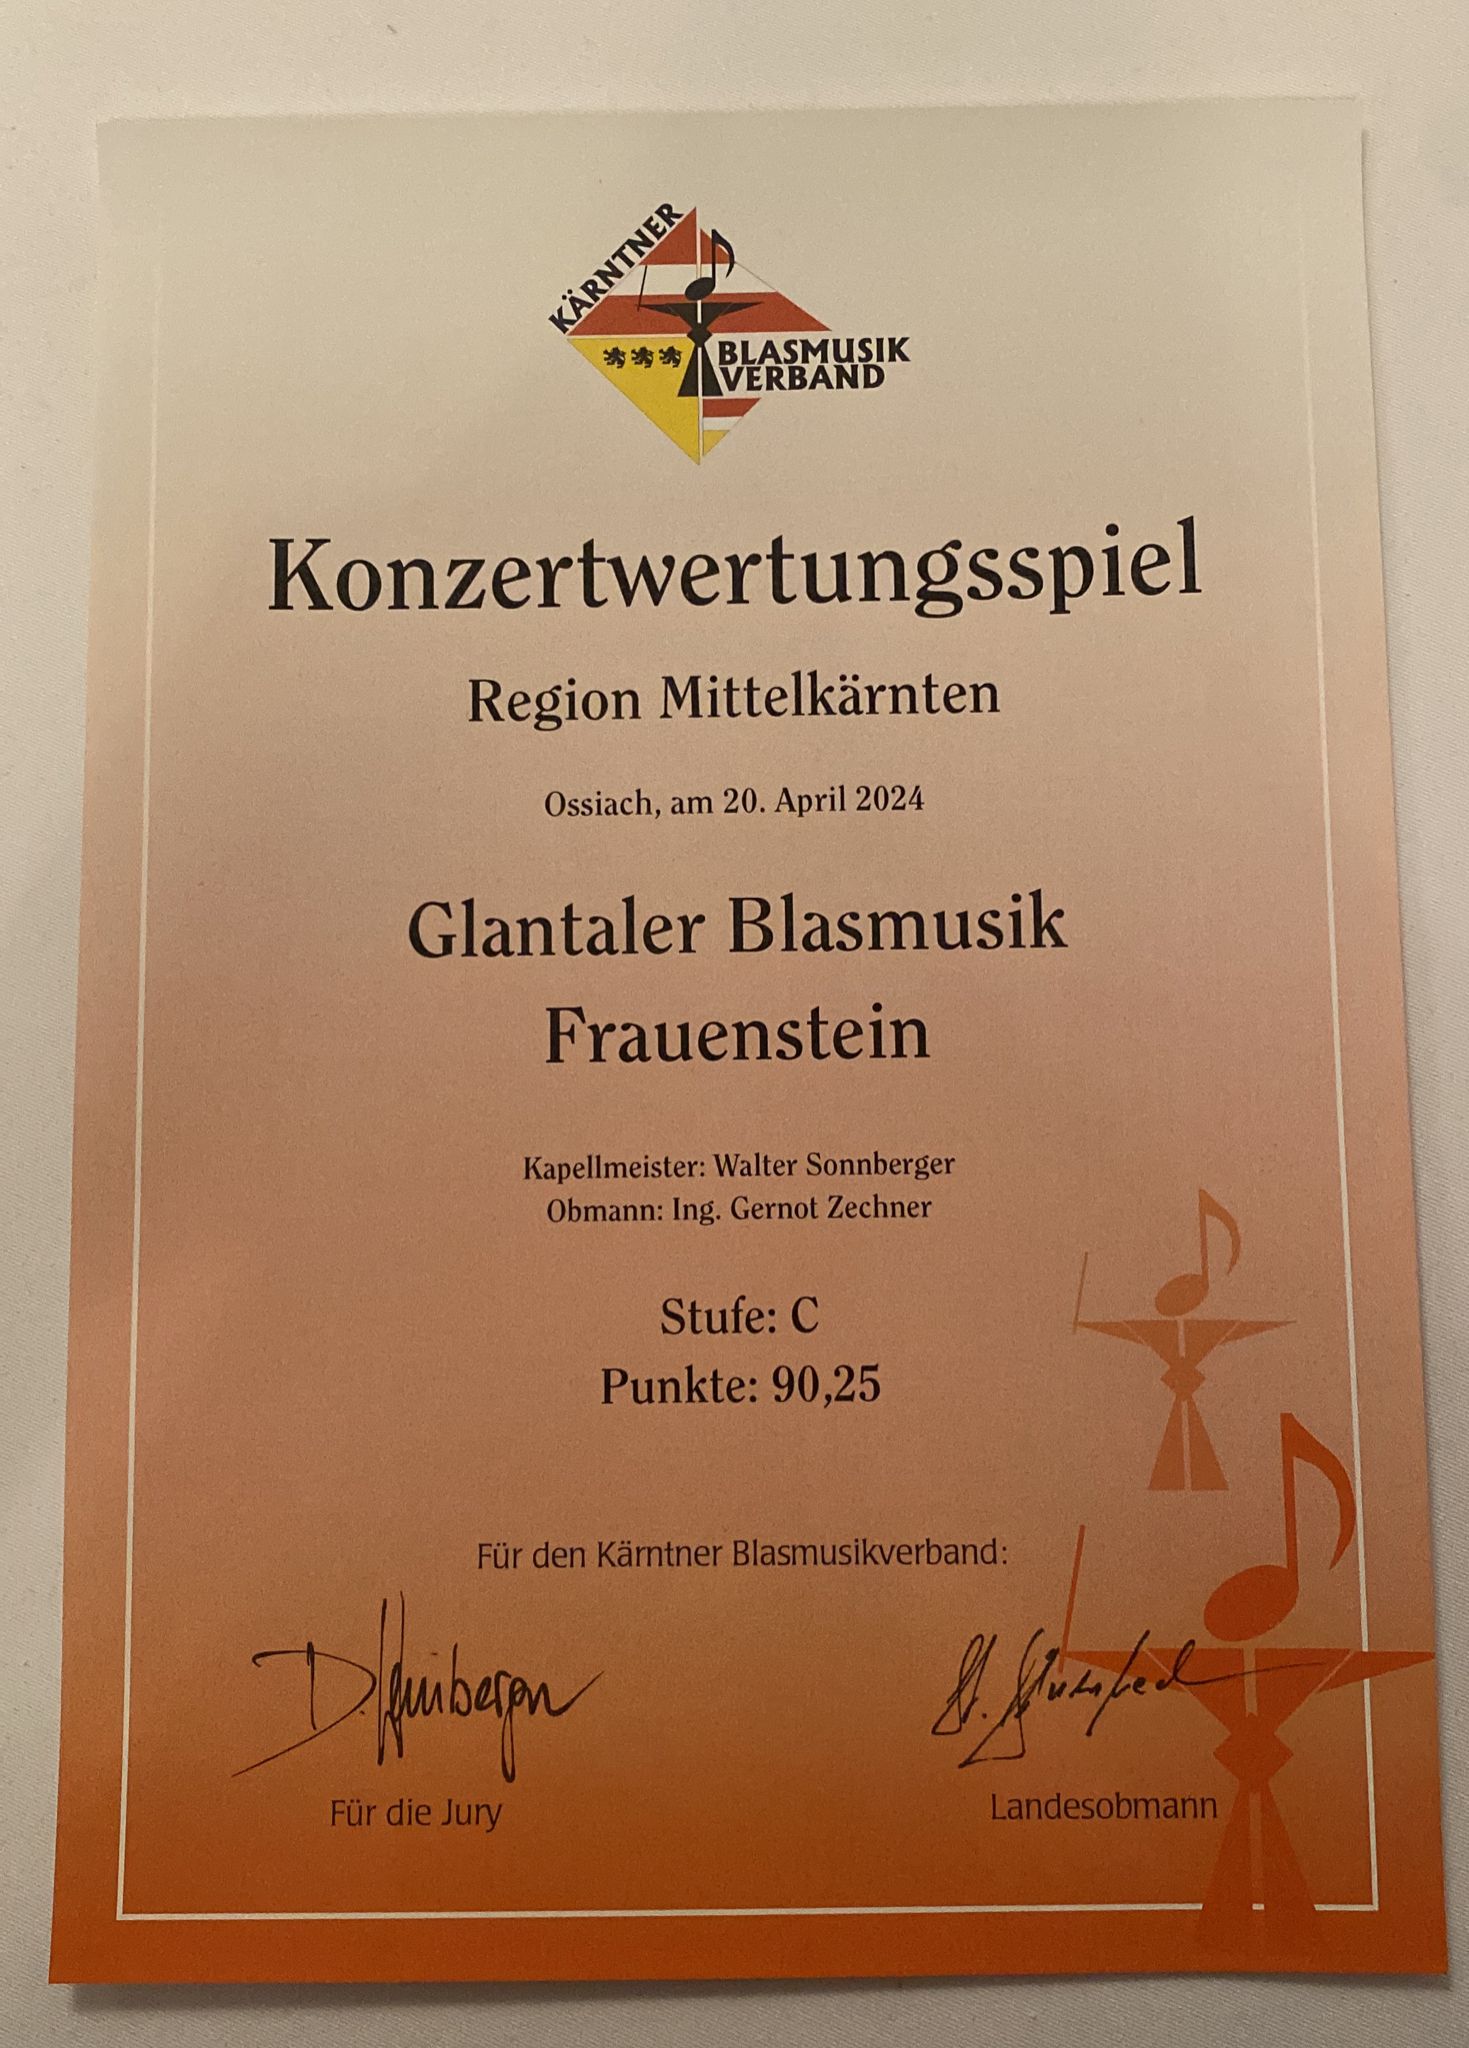 KÄRNTNER
BLASMUSIK
VERBAND
Konzertwertungsspiel
Region Mittelkärnten
Ossiach, am 20. April 2024
Glantaler Blasmusik
Frauenstein
Kapellmeister: Walter Sonnberger
Obmann: Ing. Gernot Zechner
Stufe: C
Punkte: 90,25
Für den Kärntner Blasmusikverband:
Für die Jury
Landesobmann